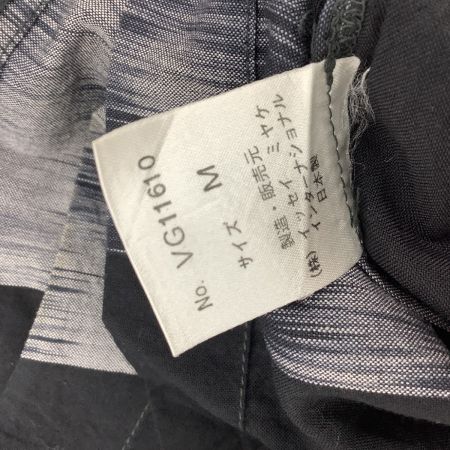 No. VG11610
サイズ M
製造・販売元
イッセイ ミヤケ
(株) インターナショナル
日本製